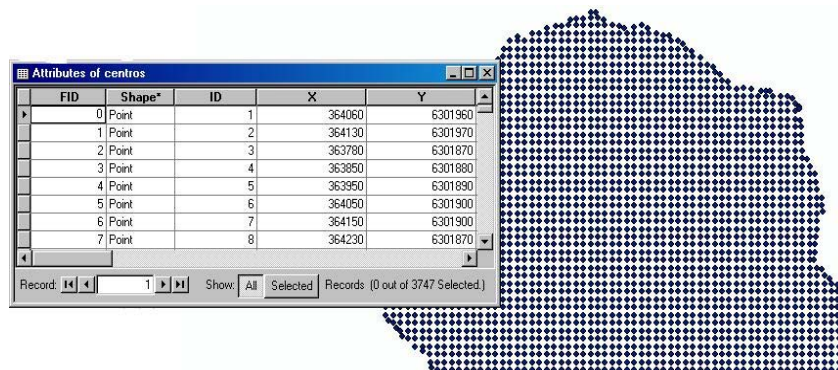 Attributes of centros
FID Shape* ID X Y
0 Point 1 364060 6301960
1 Point 2 364130 6301970
2 Point 3 363780 6301870
3 Point 4 363850 6301880
4 Point 5 363950 6301890
5 Point 6 364050 6301900
6 Point 7 364150 6301900
7 Point 8 364230 6301870
Record: 1 Show: All Selected Records (0 out of 3747 Selected.)